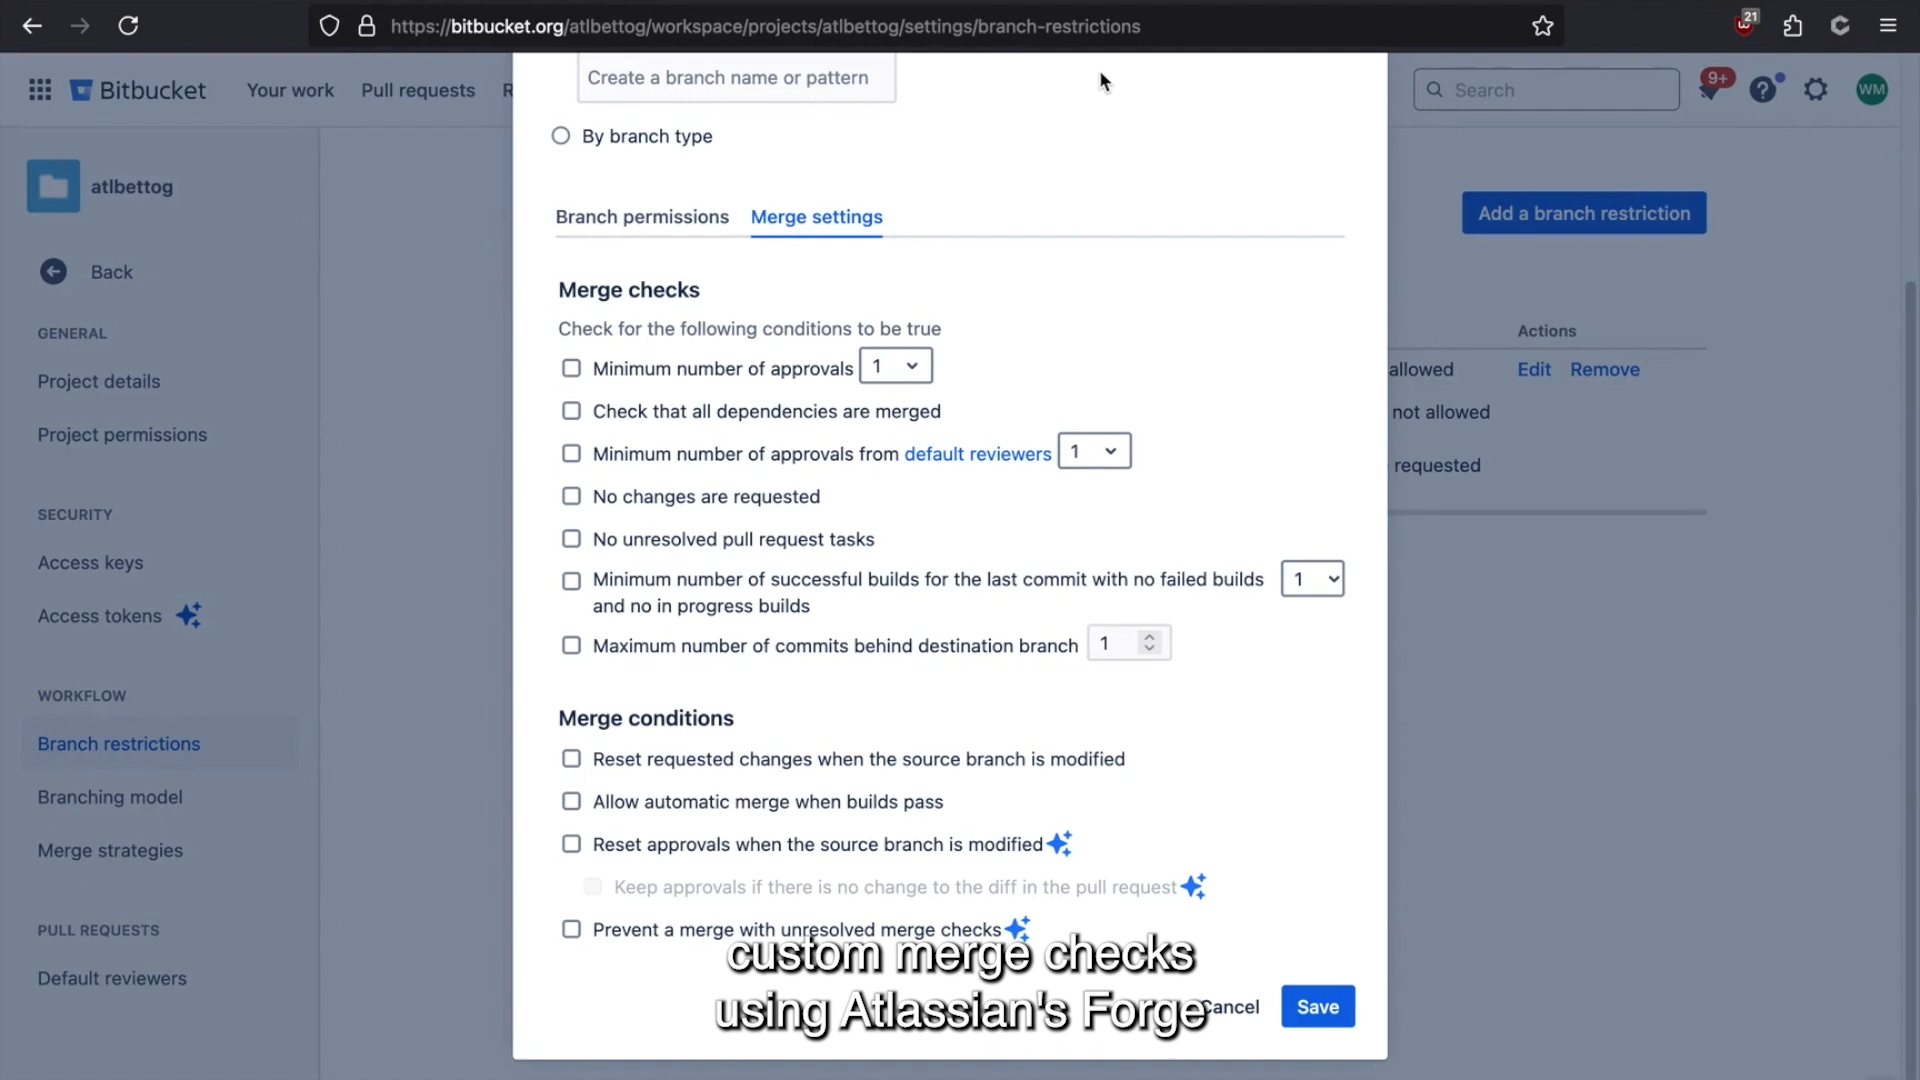 https://bitbucket.org/atlbettog/workspace/projects/atlbettog/settings/branch-restrictions
21
Bitbucket
Your work
Pull requests
R
Search
9+
WM
Create a branch name or pattern
By branch type
atlbettog
Add a branch restriction
Branch permissions
Merge settings
Back
Merge checks
GENERAL
Check for the following conditions to be true
Actions
Project details
Minimum number of approvals 1
allowed
Edit Remove
Check that all dependencies are merged
not allowed
Project permissions
Minimum number of approvals from default reviewers 1
requested
No changes are requested
SECURITY
No unresolved pull request tasks
Access keys
Minimum number of successful builds for the last commit with no failed builds 1
and no in progress builds
Access tokens
Maximum number of commits behind destination branch 1
WORKFLOW
Merge conditions
Branch restrictions
Reset requested changes when the source branch is modified
Branching model
Allow automatic merge when builds pass
Merge strategies
Reset approvals when the source branch is modified
Keep approvals if there is no change to the diff in the pull request
PULL REQUESTS
Prevent a merge with unresolved merge checks
custom merge checks
Default reviewers
using Atlassian's Forge
Cancel
Save